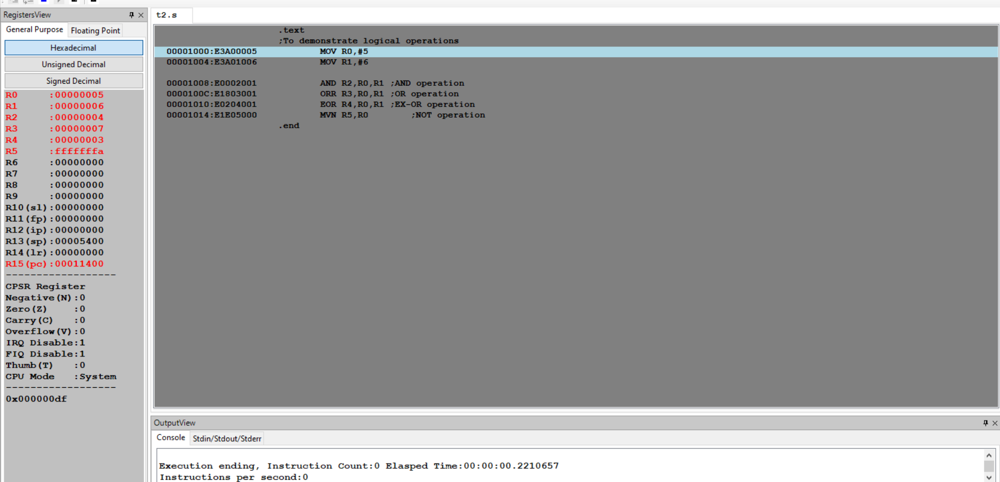 RegistersView
General Purpose
Floating Point
Hexadecimal
Unsigned Decimal
Signed Decimal
R0      :00000005
R1      :00000006
R2      :00000004
R3      :00000007
R4      :00000003
R5      :fffffffa
R6      :00000000
R7      :00000000
R8      :00000000
R9      :00000000
R10(sl):00000000
R11(fp):00000000
R12(ip):00000000
R13(sp):00005400
R14(lr):00000000
R15(pc):00011400
------------------
CPSR Register
Negative(N):0
Zero(Z)    :0
Carry(C)   :0
Overflow(V):0
IRQ Disable:1
FIQ Disable:1
Thumb(T)   :0
CPU Mode   :System
------------------
0x000000df
t2.s
.text
;To demonstrate logical operations
00001000:E3A00005            MOV R0,#5
00001004:E3A01006            MOV R1,#6
00001008:E0002001            AND R2,R0,R1 ;AND operation
0000100C:E1803001            ORR R3,R0,R1 ;OR operation
00001010:E0204001            EOR R4,R0,R1 ;EX-OR operation
00001014:E1E05000            MVN R5,R0        ;NOT operation
.end
OutputView
Console
Stdin/Stdout/Stderr
Execution ending, Instruction Count:0 Elasped Time:00:00:00.2210657
Instructions per second:0